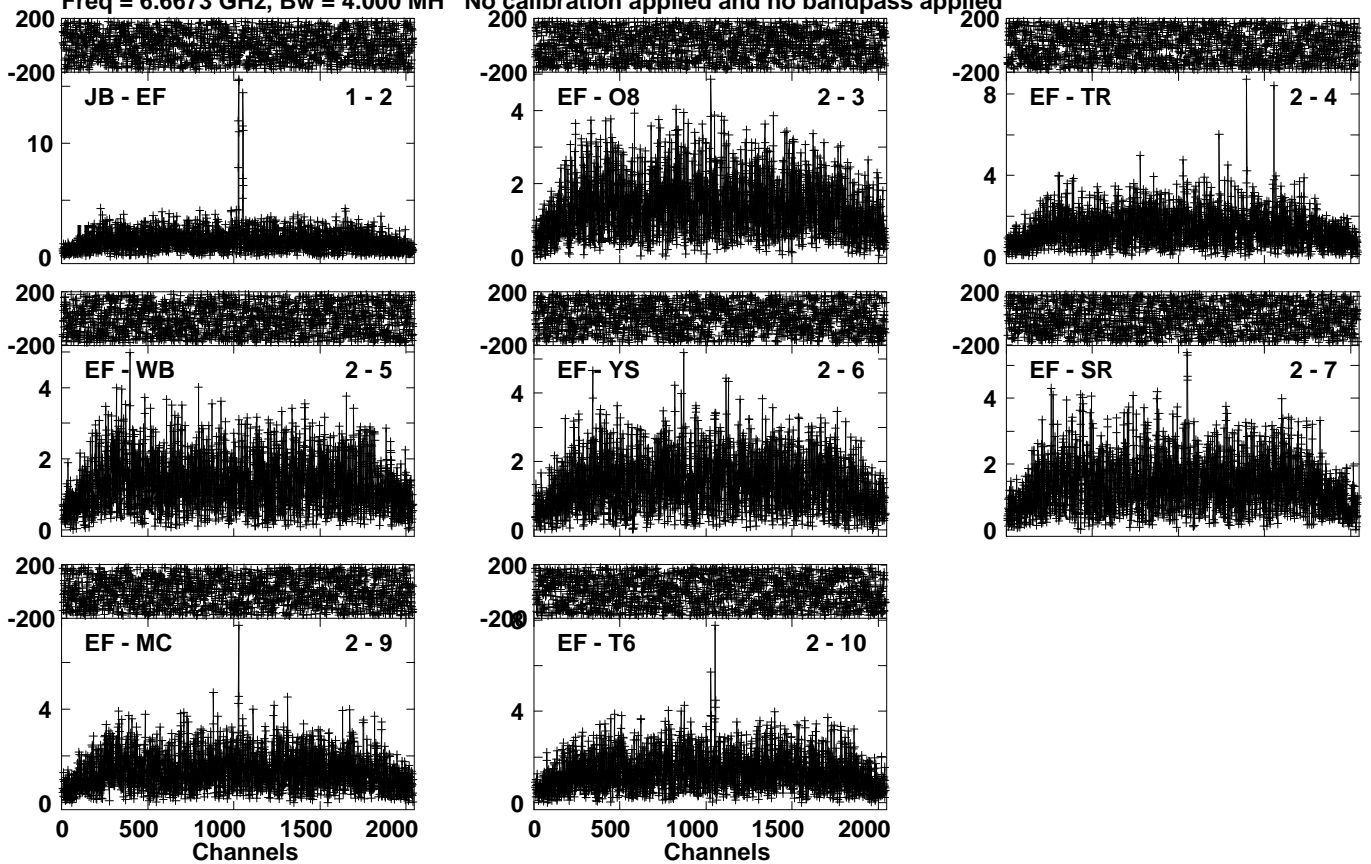 Freq = 6.6673 GHz, Bw = 4.000 MH No calibration applied and no bandpass applied
200 200 200
-200 -200 -200
JB - EF 1 - 2 EF - O8 2 - 3 EF - TR 2 - 4
10 4 8
2 4
0 0 0
200 200 200
-200 -200 -200
EF - WB 2 - 5 EF - YS 2 - 6 EF - SR 2 - 7
4 4 4
2 2 2
0 0 0
200 200
-200 -200 8
EF - MC 2 - 9 EF - T6 2 - 10
4 4
0 0
0 500 1000 1500 2000 0 500 1000 1500 2000
Channels Channels